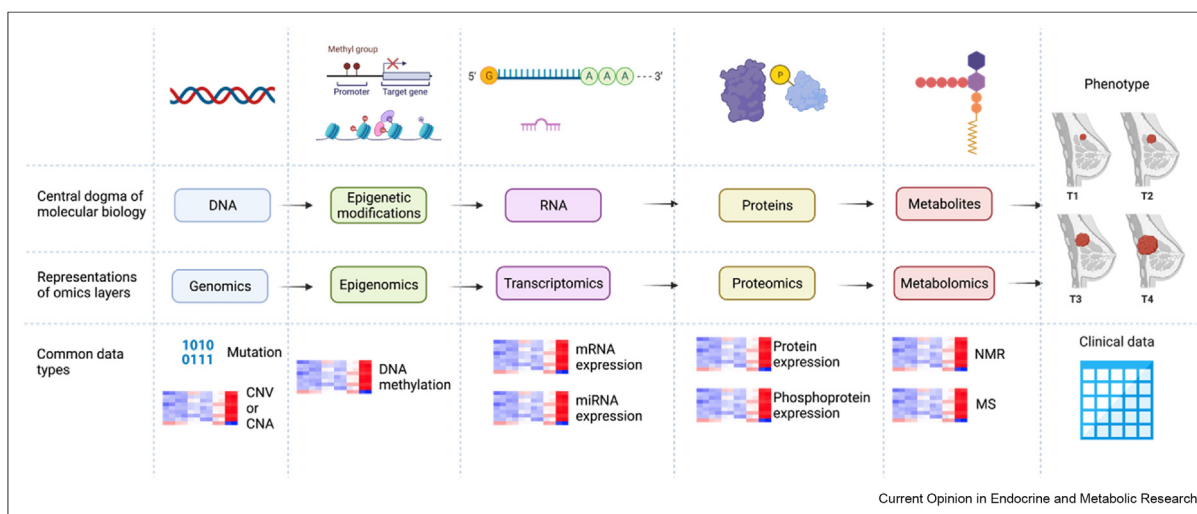 Methyl group
Promoter
Target gene
5'
G
A A A
3'
P
Phenotype
T1
T2
T3
T4
Central dogma of
molecular biology
DNA
Epigenetic
modifications
RNA
Proteins
Metabolites
Representations
of omics layers
Genomics
Epigenomics
Transcriptomics
Proteomics
Metabolomics
Common data
types
1010
0111
Mutation
CNV
or
CNA
DNA
methylation
mRNA
expression
miRNA
expression
Protein
expression
Phosphoprotein
expression
NMR
MS
Clinical data
Current Opinion in Endocrine and Metabolic Research